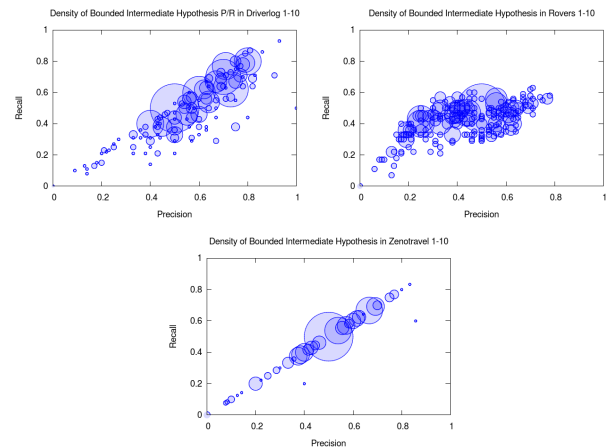 Density of Bounded Intermediate Hypothesis P/R in Driverlog 1-10
1
0.8
0.6
0.4
0.2
0
Recall
0 0.2 0.4 0.6 0.8 1
Precision
Density of Bounded Intermediate Hypothesis in Rovers 1-10
1
0.8
0.6
0.4
0.2
0
Recall
0 0.2 0.4 0.6 0.8 1
Precision
Density of Bounded Intermediate Hypothesis in Zenotravel 1-10
1
0.8
0.6
0.4
0.2
0
Recall
0 0.2 0.4 0.6 0.8 1
Precision